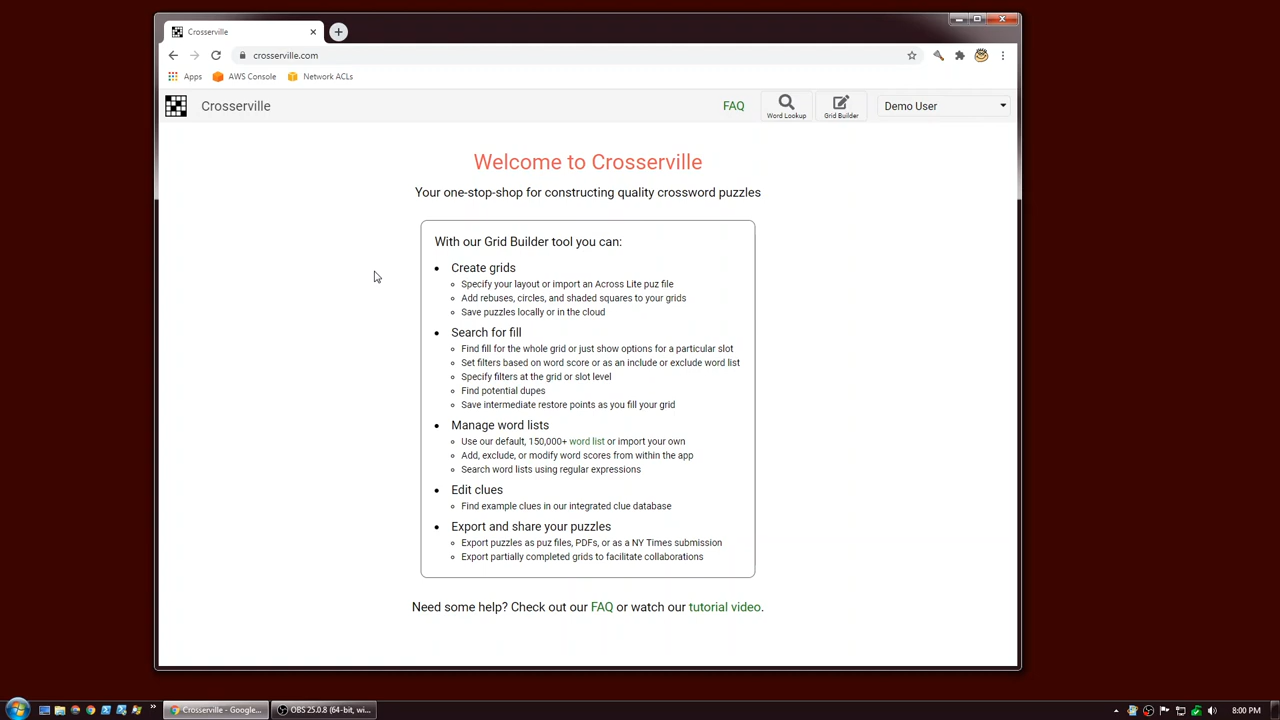 Crosserville
crosserville.com
Apps
AWS Console
Network ACLs
Crosserville
FAQ
Word Lookup
Grid Builder
Demo User
Welcome to Crosserville
Your one-stop-shop for constructing quality crossword puzzles
With our Grid Builder tool you can:
Create grids
Specify your layout or import an Across Lite puz file
Add rebuses, circles, and shaded squares to your grids
Save puzzles locally or in the cloud
Search for fill
Find fill for the whole grid or just show options for a particular slot
Set filters based on word score or as an include or exclude word list
Specify filters at the grid or slot level
Find potential dupes
Save intermediate restore points as you fill your grid
Manage word lists
Use our default, 150,000+ word list or import your own
Add, exclude, or modify word scores from within the app
Search word lists using regular expressions
Edit clues
Find example clues in our integrated clue database
Export and share your puzzles
Export puzzles as puz files, PDFs, or as a NY Times submission
Export partially completed grids to facilitate collaborations
Need some help? Check out our FAQ or watch our tutorial video.
Crosserville - Google...
OBS 25.0.8 (64-bit, wi...
8:00 PM